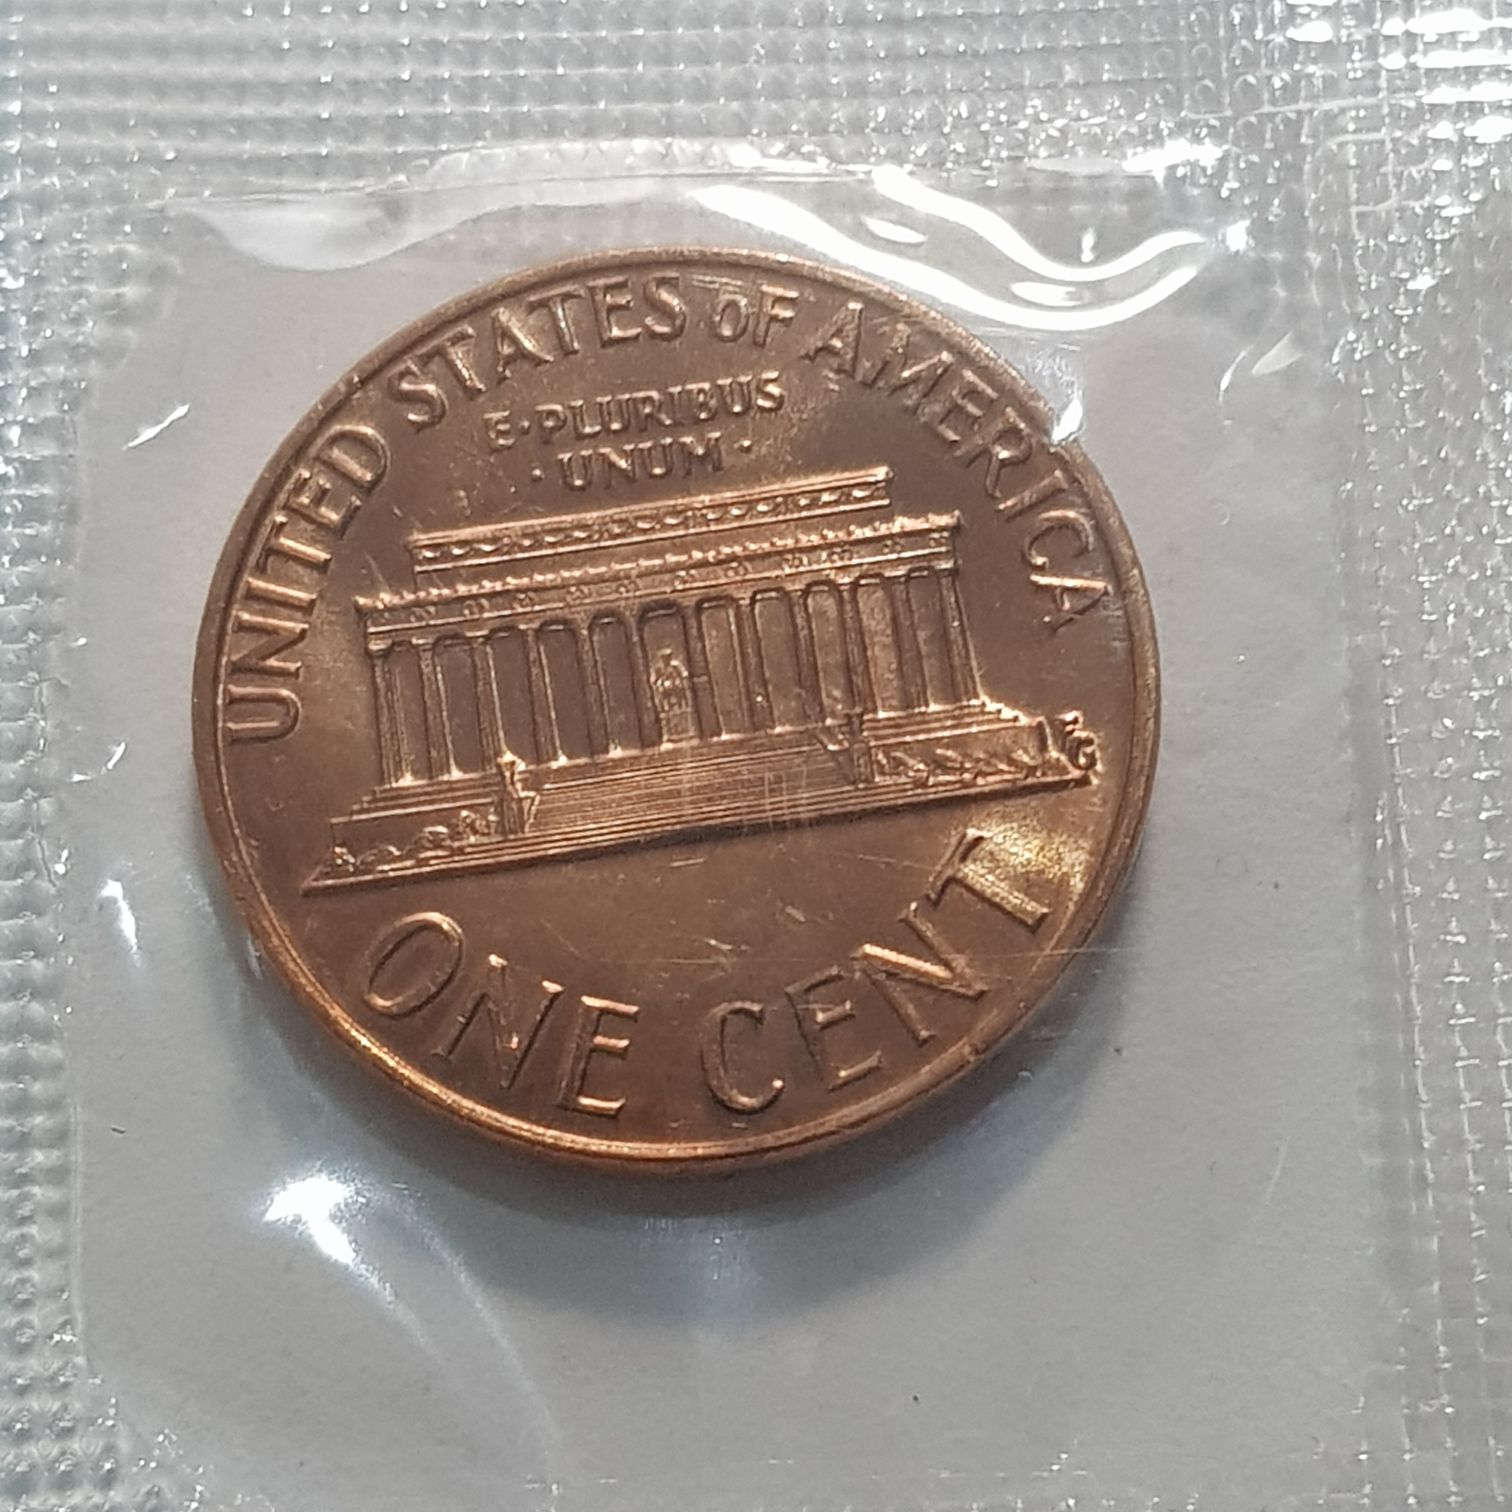 UNITED STATES OF AMERICA
E·PLURIBUS
·UNUM·
FG
ONE CENT